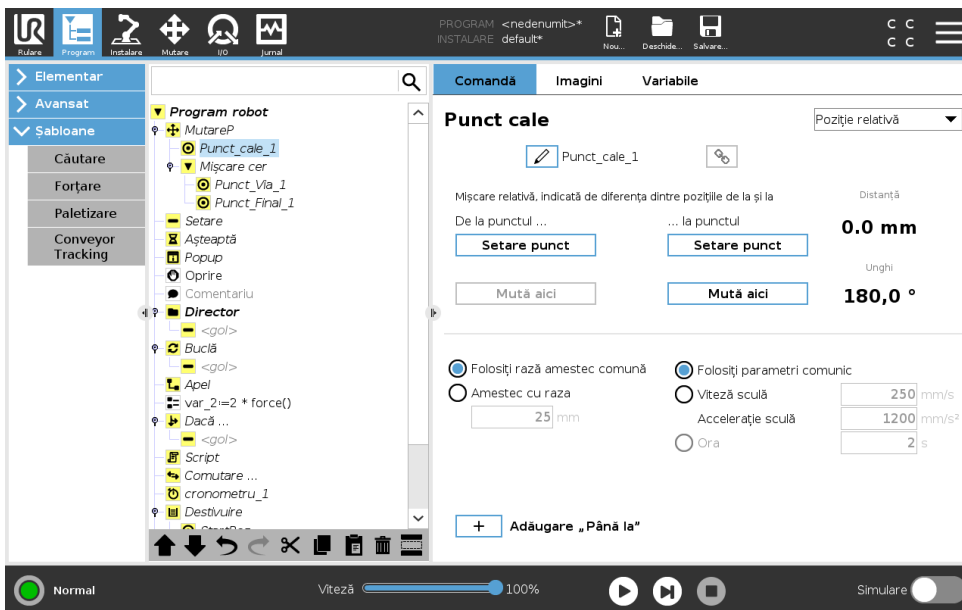 PROGRAM <nedenumit>*
INSTALARE default*
Rulare
Program
Instalare
Mutare
I/O
Jurnal
Nou...
Deschide...
Salvare...
C C
C C
Elementar
Avansat
Șabloane
Căutare
Forțare
Paletizare
Conveyor
Tracking
Program robot
MutareP
Punct_cale_1
Mișcare cer
Punct_Via_1
Punct_Final_1
Setare
Așteaptă
Popup
Oprire
Comentariu
Director
<gol>
Buclă
<gol>
Apel
var_2:=2 * force()
Dacă ...
<gol>
Script
Comutare ...
cronometru_1
Destivuire
Comandă
Imagini
Variabile
Punct cale
Poziție relativă
Punct_cale_1
Mișcare relativă, indicată de diferența dintre pozițiile de la și la
Distanță
De la punctul ...
... la punctul
0.0 mm
Setare punct
Setare punct
Unghi
Mută aici
Mută aici
180,0 °
Folosiți rază amestec comună
Folosiți parametri comunic
Amestec cu raza
Viteză sculă
250 mm/s
25 mm
Accelerație sculă
1200 mm/s²
Ora
2 s
+ Adăugare „Până la”
Normal
Viteză
100%
Simulare